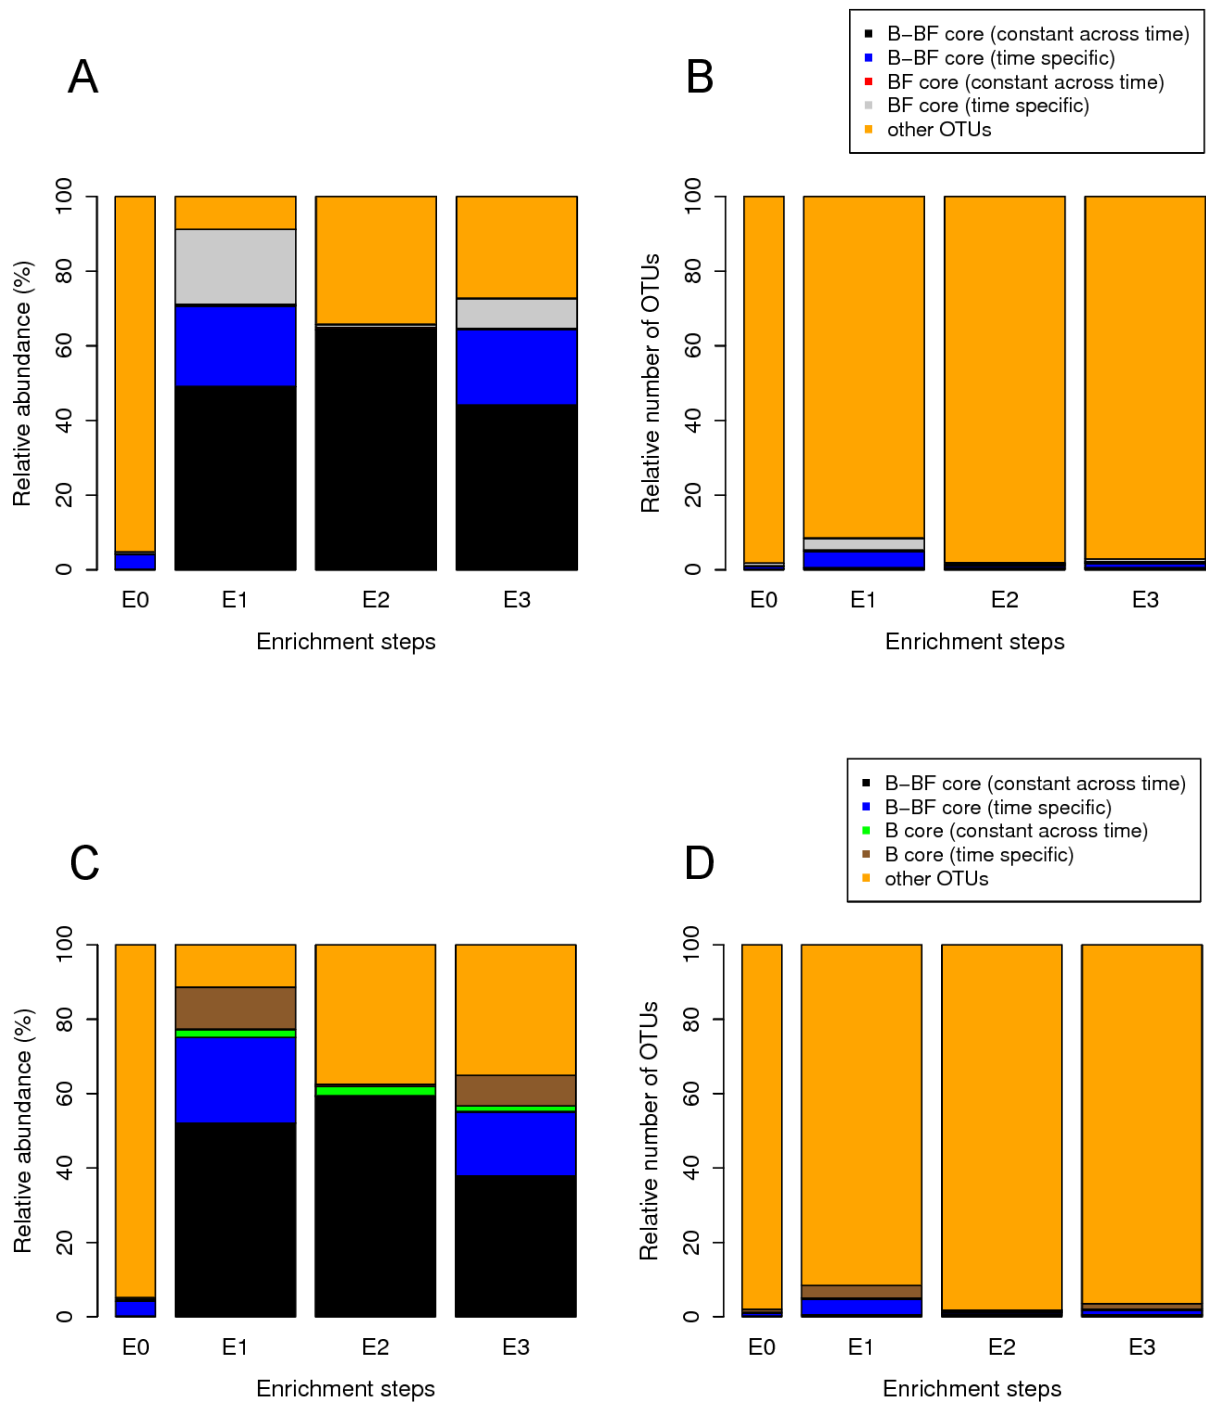 A
B
B−BF core (constant across time)
B−BF core (time specific)
BF core (constant across time)
BF core (time specific)
other OTUs
Relative abundance (%)
0 20 40 60 80 100
E0 E1 E2 E3
Enrichment steps
Relative number of OTUs
0 20 40 60 80 100
E0 E1 E2 E3
Enrichment steps
C
D
B−BF core (constant across time)
B−BF core (time specific)
B core (constant across time)
B core (time specific)
other OTUs
Relative abundance (%)
0 20 40 60 80 100
E0 E1 E2 E3
Enrichment steps
Relative number of OTUs
0 20 40 60 80 100
E0 E1 E2 E3
Enrichment steps